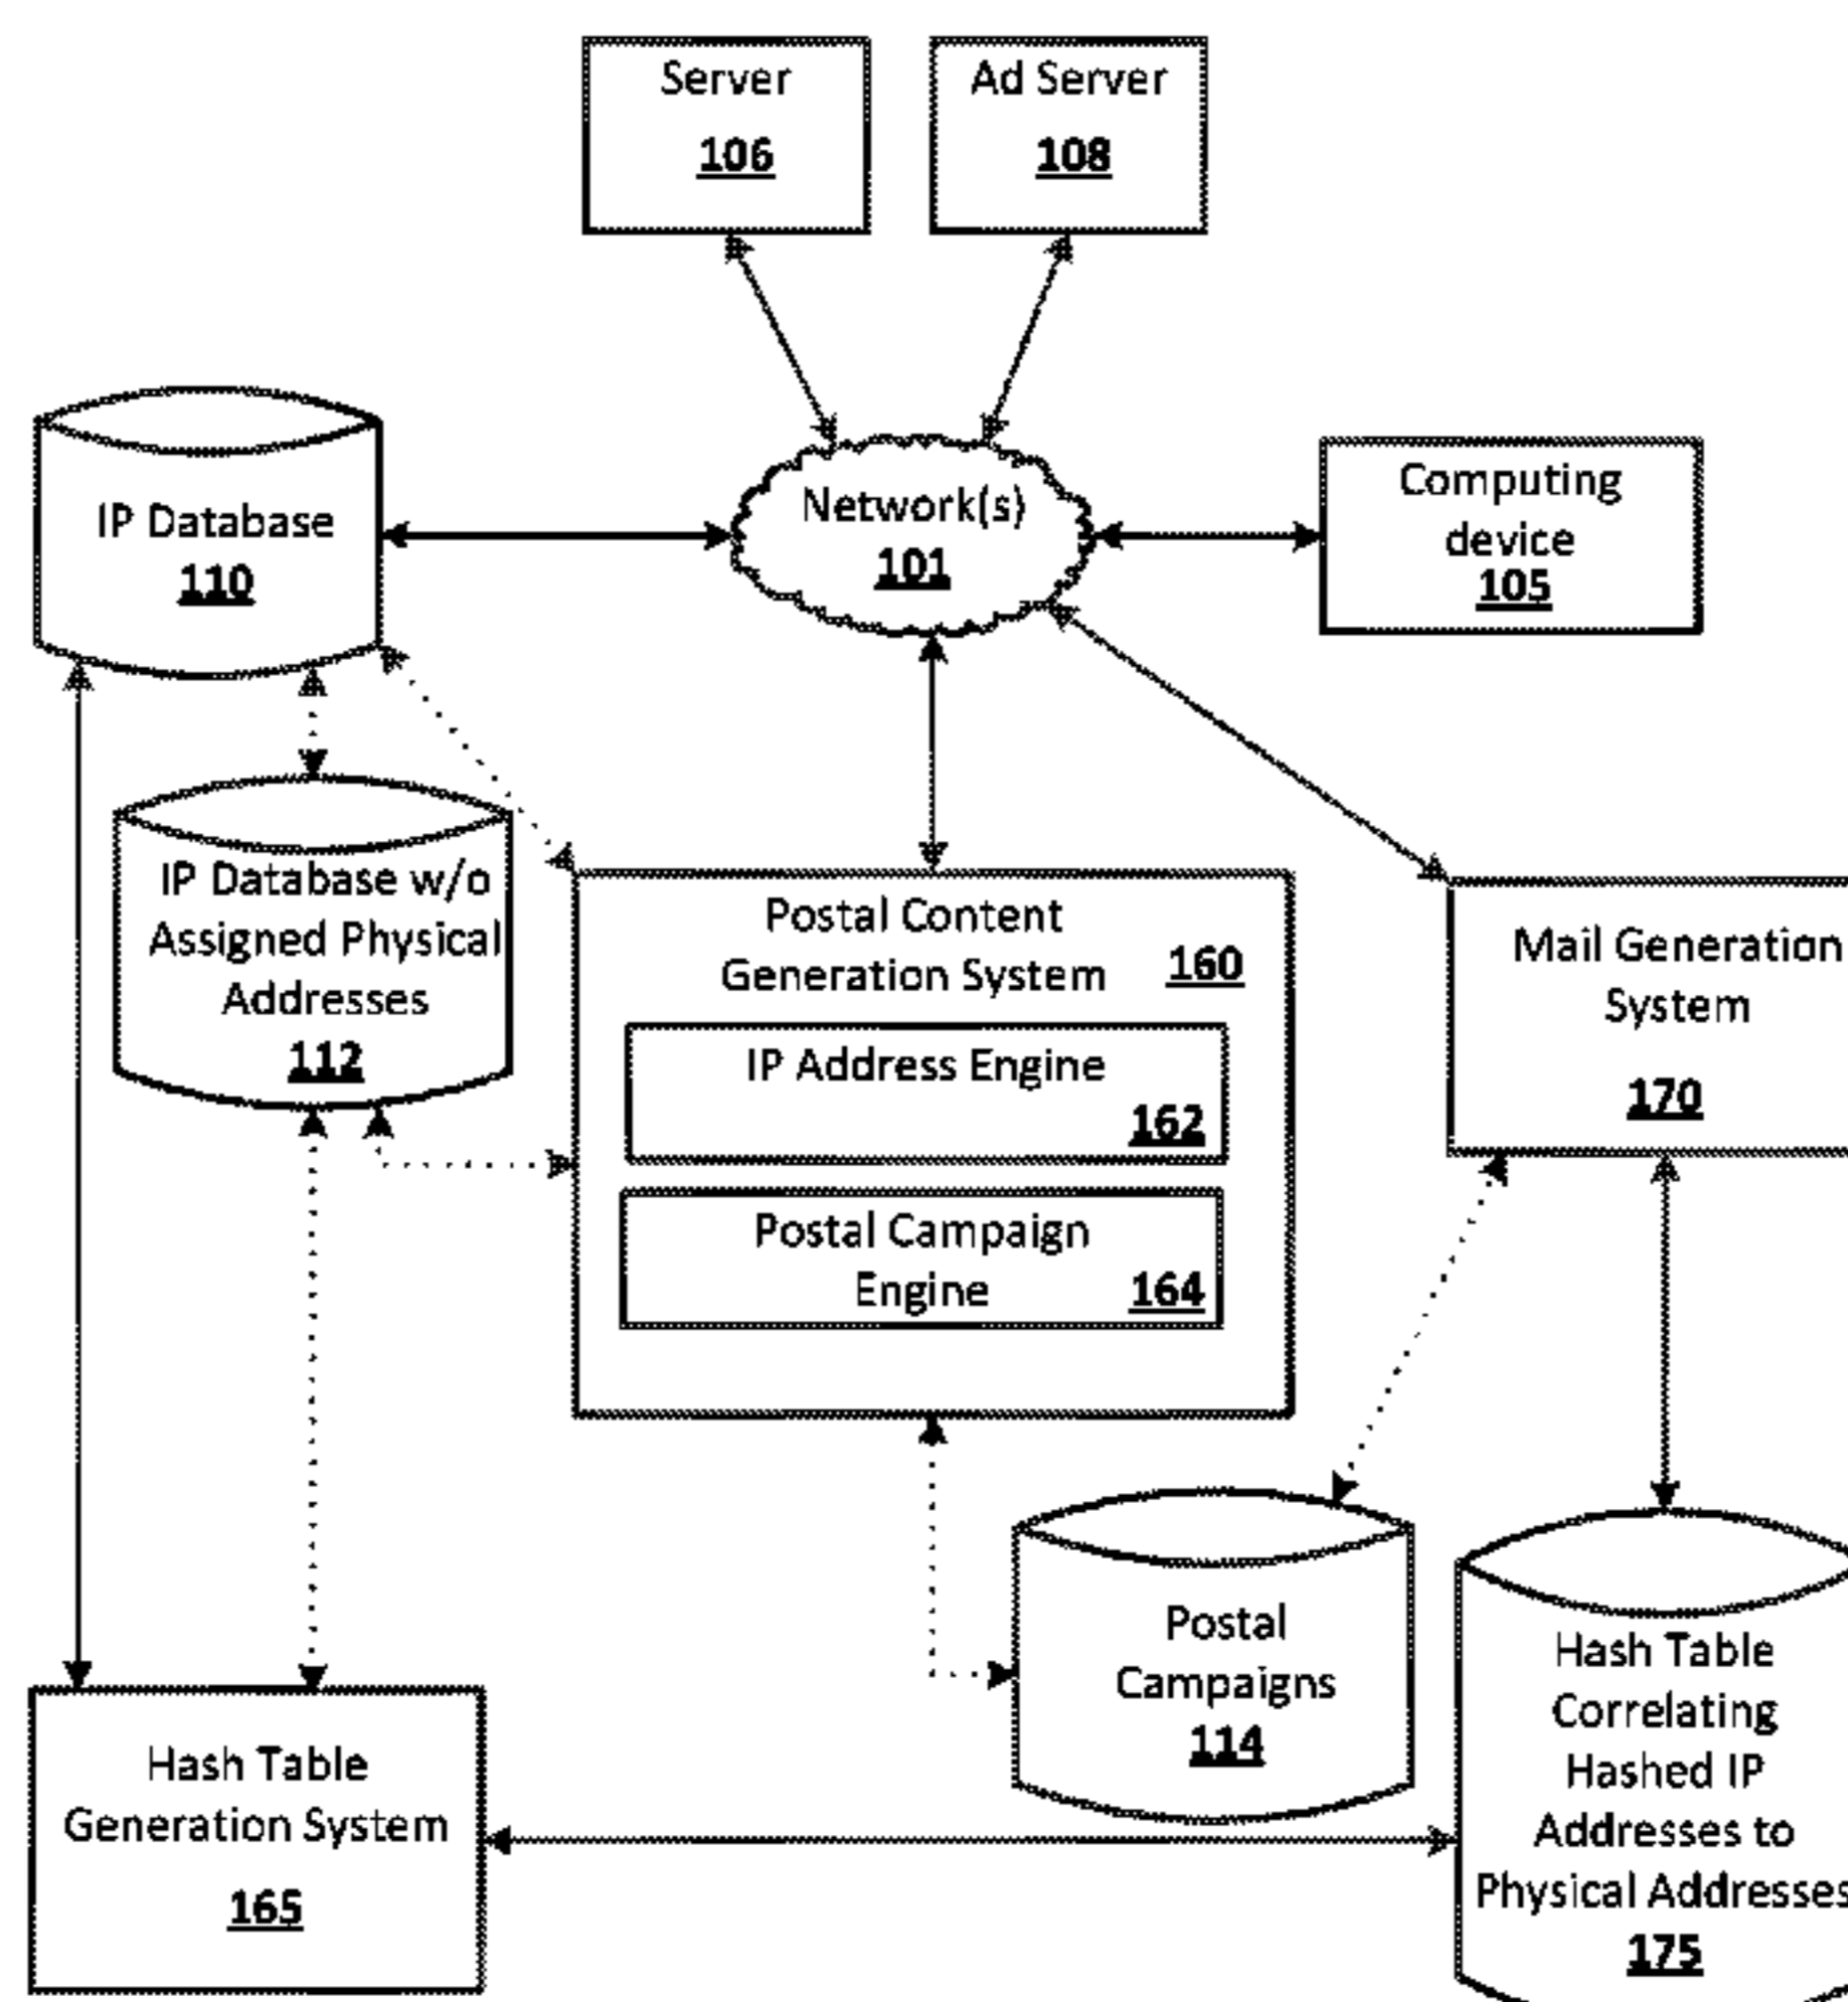 Server
106
Ad Server
108
IP Database
110
Network(s)
101
Computing
device
105
IP Database w/o
Assigned Physical
Addresses
112
Postal Content
Generation System
160
IP Address Engine
162
Postal Campaign
Engine
164
Mail Generation
System
170
Postal
Campaigns
114
Hash Table
Generation System
165
Hash Table
Correlating
Hashed IP
Addresses to
Physical Addresses
175